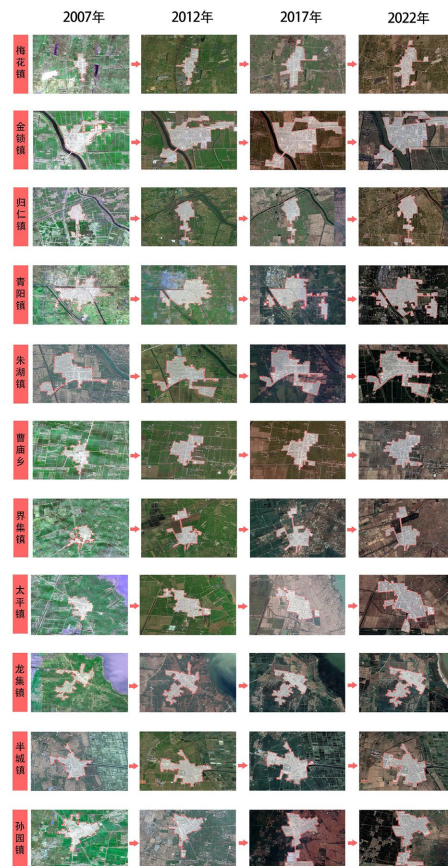 2007年 2012年 2017年 2022年
梅花镇
金锁镇
归仁镇
青阳镇
朱湖镇
曹庙乡
界集镇
太平镇
龙集镇
半城镇
孙园镇